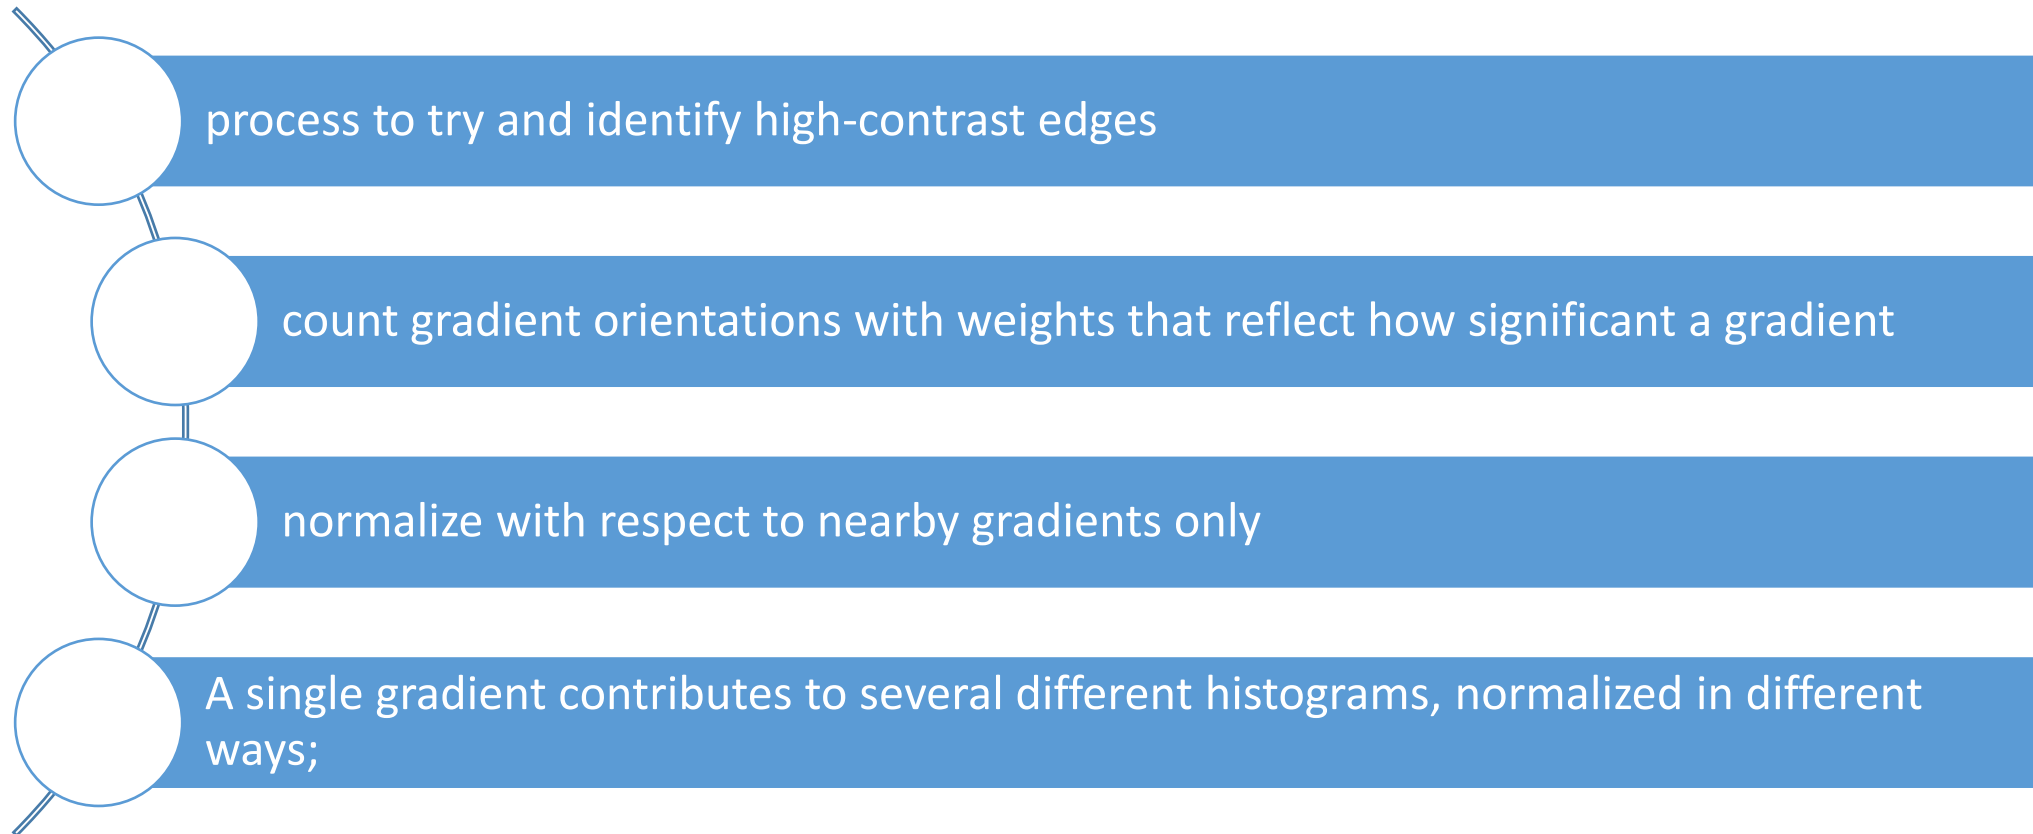 process to try and identify high-contrast edges
count gradient orientations with weights that reflect how significant a gradient
normalize with respect to nearby gradients only
A single gradient contributes to several different histograms, normalized in different
ways;